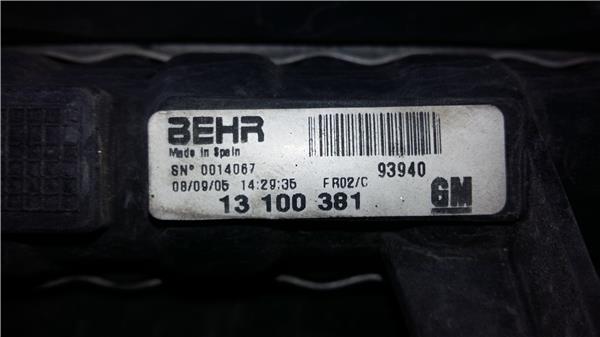 BEHR
Made in Spain
SN° 0014067 93940
08/09/05 14:29:35 FR02/C
13 100 381 GM